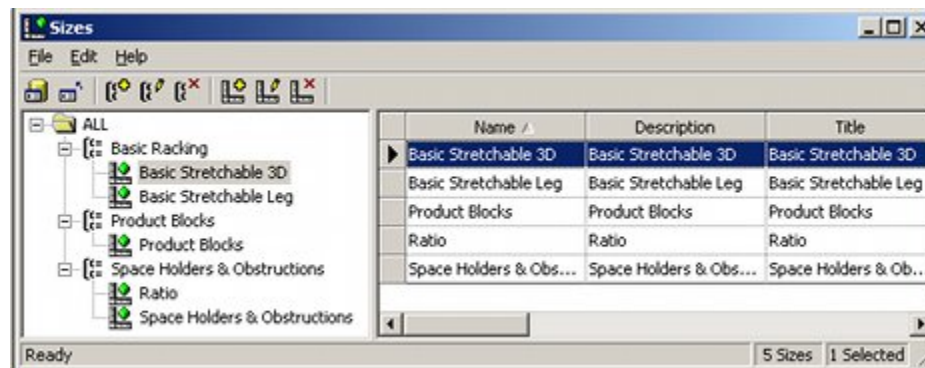 Sizes
File Edit Help
ALL
Basic Racking
Basic Stretchable 3D
Basic Stretchable Leg
Product Blocks
Product Blocks
Space Holders & Obstructions
Ratio
Space Holders & Obstructions
Name Description Title
Basic Stretchable 3D Basic Stretchable 3D Basic Stretchable 3D
Basic Stretchable Leg Basic Stretchable Leg Basic Stretchable Leg
Product Blocks Product Blocks Product Blocks
Ratio Ratio Ratio
Space Holders & Obs... Space Holders & Obs... Space Holders & Ob...
Ready 5 Sizes 1 Selected